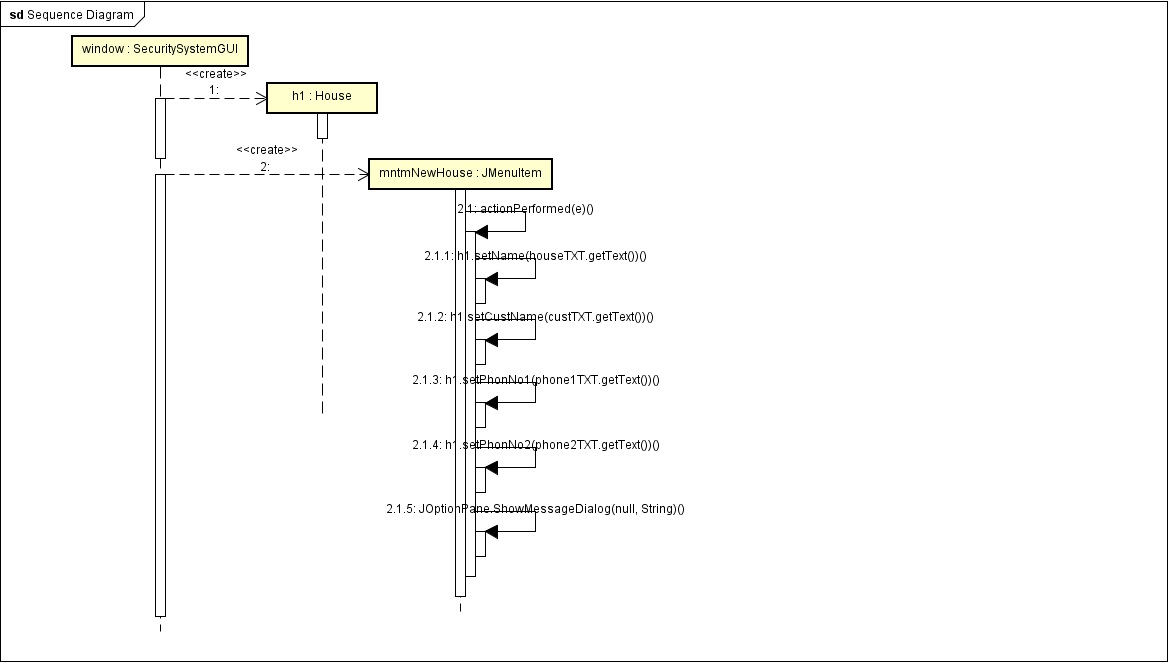 sd Sequence Diagram
window : SecuritySystemGUI
<<create>>
1:
h1 : House
<<create>>
2:
mntmNewHouse : JMenuItem
2.1: actionPerformed(e)()
2.1.1: h1.setName(houseTXT.getText())()
2.1.2: h1.setCustName(custTXT.getText())()
2.1.3: h1.setPhonNo1(phone1TXT.getText())()
2.1.4: h1.setPhonNo2(phone2TXT.getText())()
2.1.5: JOptionPane.ShowMessageDialog(null, String)()